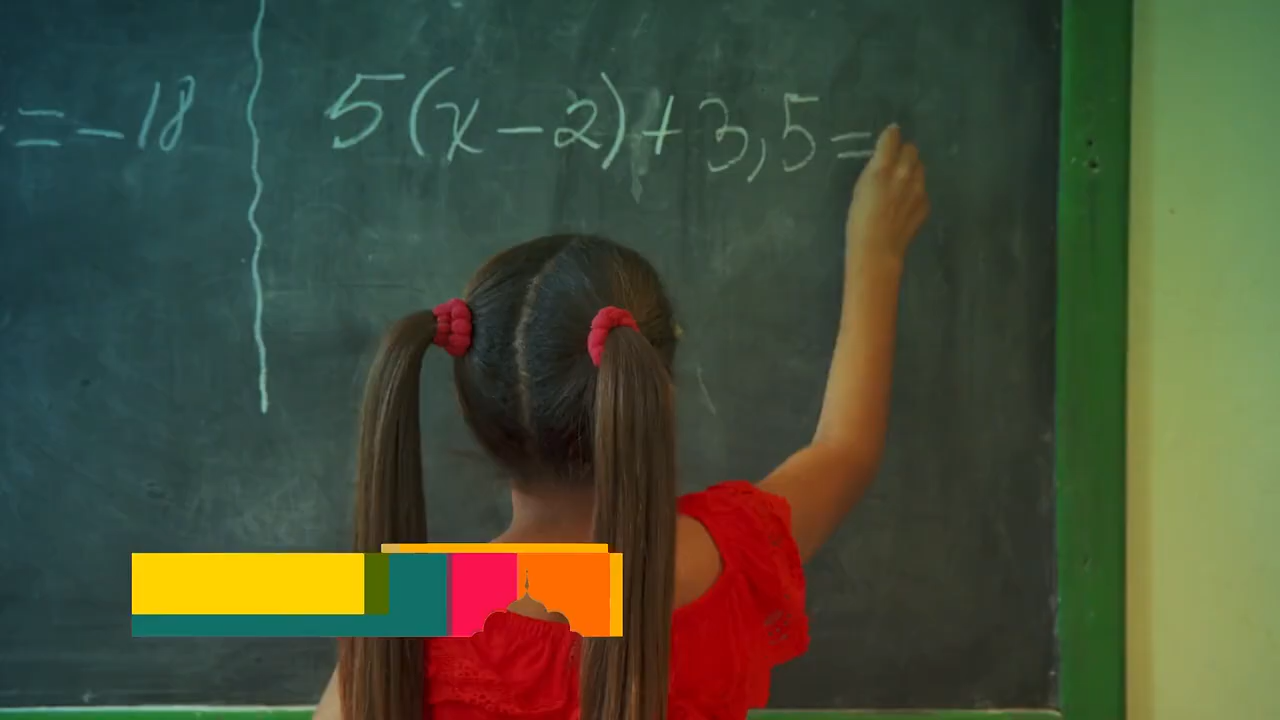 = -18
5(x-2)+3,5=